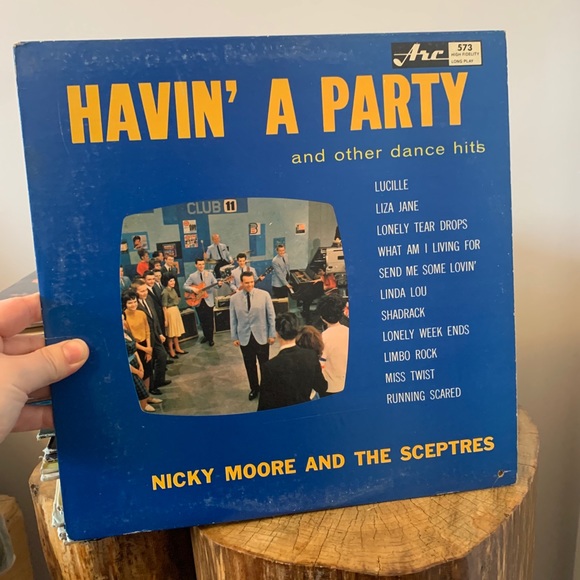 Arc
573
HIGH FIDELITY
LONG PLAY
HAVIN' A PARTY
and other dance hits
LUCILLE
LIZA JANE
LONELY TEAR DROPS
WHAT AM I LIVING FOR
SEND ME SOME LOVIN'
LINDA LOU
SHADRACK
LONELY WEEK ENDS
LIMBO ROCK
MISS TWIST
RUNNING SCARED
CLUB 11
NICKY MOORE AND THE SCEPTRES